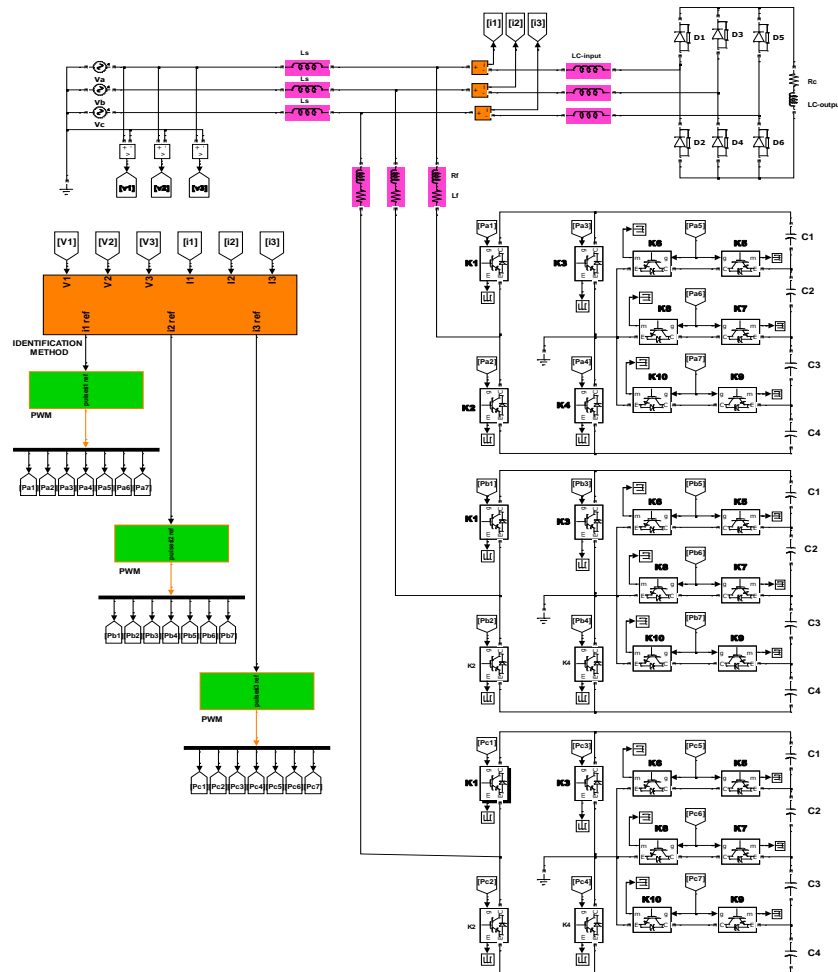 [i1] [i2] [i3]
D1 D3 D5
Ls
LC-input
Va
Ls
Rc
LC-output
Vb
Ls
Vc
D2 D4 D6
[v1] [v2] [v3]
Rf
Lf
[V1] [V2] [V3] [i1] [i2] [i3]
V1 V2 V3 I1 I2 I3
i1 ref i2 ref i3 ref
IDENTIFICATION
METHOD
pulses1 ref
PWM
[Pa1] [Pa2] [Pa3] [Pa4] [Pa5] [Pa6] [Pa7]
pulses2 ref
PWM
[Pb1] [Pb2] [Pb3] [Pb4] [Pb5] [Pb6] [Pb7]
pulses3 ref
PWM
[Pc1] [Pc2] [Pc3] [Pc4] [Pc5] [Pc6] [Pc7]
[Pa1] [Pa3] [Pa5]
K1 K3 K6 K5 C1
C2
[Pa6]
K8 K7
[Pa2] [Pa4] [Pa7] C3
K2 K4 K10 K9
C4
[Pb1] [Pb3] [Pb5]
K1 K3 K6 K5 C1
C2
[Pb6]
K8 K7
[Pb2] [Pb4] [Pb7] C3
K2 K4 K10 K9
C4
[Pc1] [Pc3] [Pc5]
K1 K3 K6 K5 C1
C2
[Pc6]
K8 K7
[Pc2] [Pc4] [Pc7] C3
K2 K4 K10 K9
C4